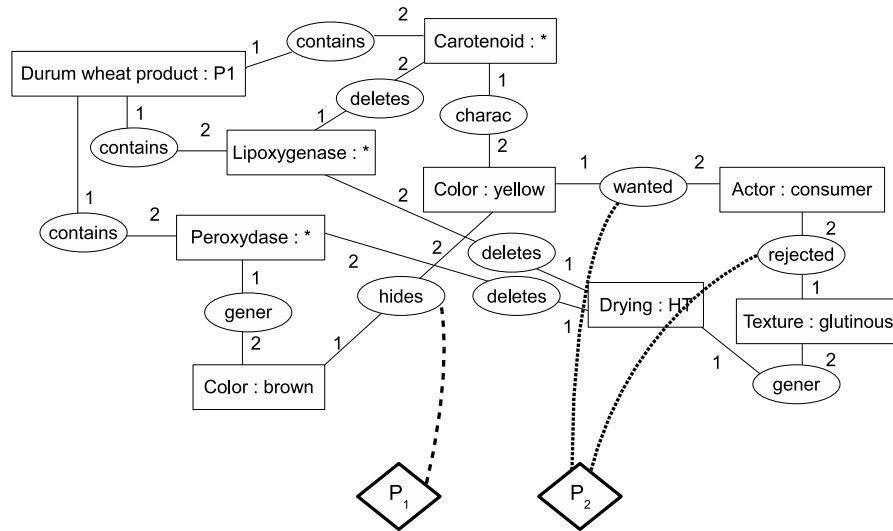 2
contains
Carotenoid : *
1
Durum wheat product : P1
2
1
deletes
1
charac
1
2
1
contains
Lipoxygenase : *
2
1
2
Color : yellow
wanted
Actor : consumer
2
1
2
contains
Peroxydase : *
2
2
deletes
rejected
2
1
1
hides
deletes
Drying : HT
1
gener
Texture : glutinous
1
2
1
1
2
Color : brown
gener
P1
P2